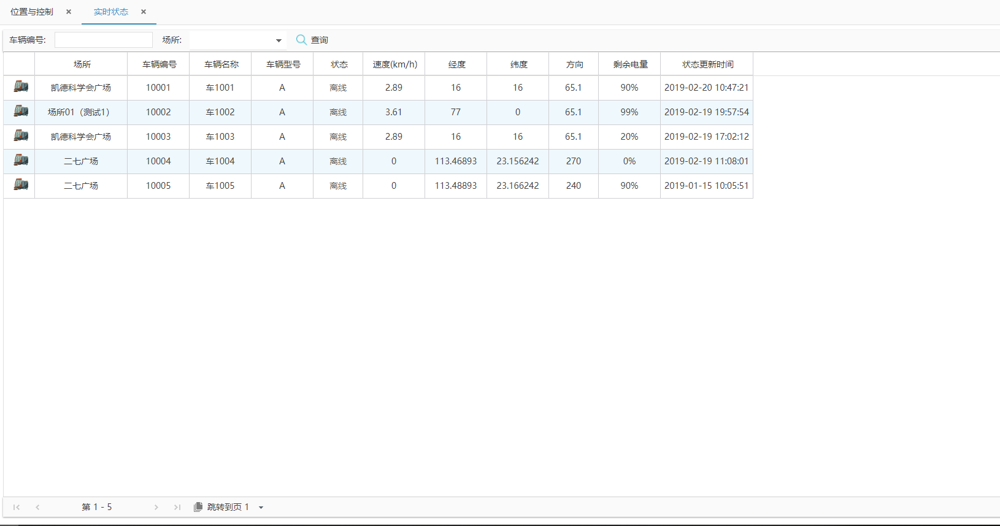 位置与控制 × 实时状态 ×
车辆编号: 场所: 查询
场所 车辆编号 车辆名称 车辆型号 状态 速度(km/h) 经度 纬度 方向 剩余电量 状态更新时间
凯德科学会广场 10001 车1001 A 离线 2.89 16 16 65.1 90% 2019-02-20 10:47:21
场所01（测试1） 10002 车1002 A 离线 3.61 77 0 65.1 99% 2019-02-19 19:57:54
凯德科学会广场 10003 车1003 A 离线 2.89 16 16 65.1 20% 2019-02-19 17:02:12
二七广场 10004 车1004 A 离线 0 113.46893 23.156242 270 0% 2019-02-19 11:08:01
二七广场 10005 车1005 A 离线 0 113.48893 23.166242 240 90% 2019-01-15 10:05:51
第 1 - 5 跳转到页 1